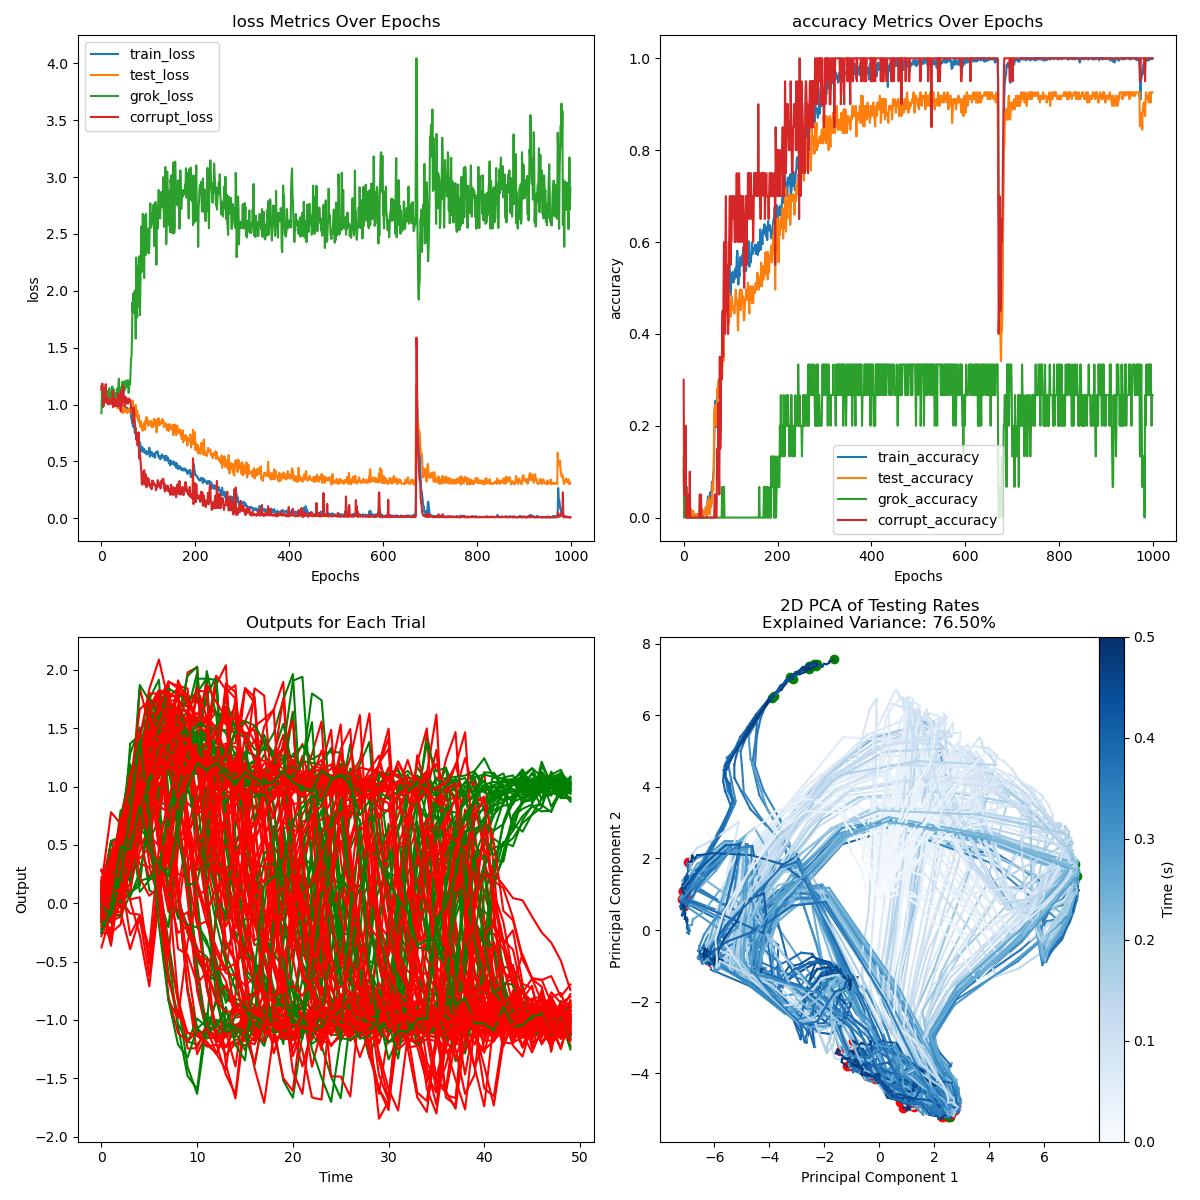 loss Metrics Over Epochs
4.0
3.5
3.0
2.5
2.0
1.5
1.0
0.5
0.0
loss
train_loss
test_loss
grok_loss
corrupt_loss
0 200 400 600 800 1000
Epochs
accuracy Metrics Over Epochs
1.0
0.8
0.6
0.4
0.2
0.0
accuracy
train_accuracy
test_accuracy
grok_accuracy
corrupt_accuracy
0 200 400 600 800 1000
Epochs
Outputs for Each Trial
2.0
1.5
1.0
0.5
0.0
−0.5
−1.0
−1.5
−2.0
Output
0 10 20 30 40 50
Time
2D PCA of Testing Rates
Explained Variance: 76.50%
8
6
4
2
0
−2
−4
Principal Component 2
−6 −4 −2 0 2 4 6
Principal Component 1
0.5
0.4
0.3
0.2
0.1
0.0
Time (s)